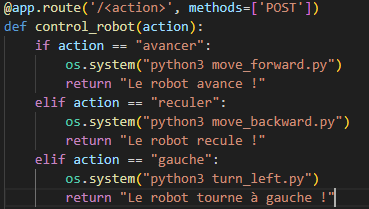 @app.route('/<action>', methods=['POST'])
def control_robot(action):
    if action == "avancer":
        os.system("python3 move_forward.py")
        return "Le robot avance !"
    elif action == "reculer":
        os.system("python3 move_backward.py")
        return "Le robot recule !"
    elif action == "gauche":
        os.system("python3 turn_left.py")
        return "Le robot tourne à gauche !"